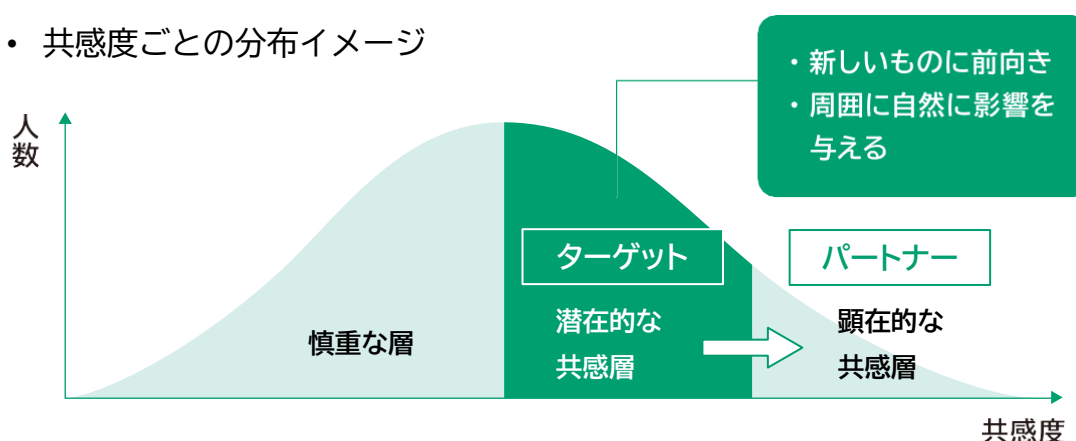 • 共感度ごとの分布イメージ
・新しいものに前向き
・周囲に自然に影響を
与える
人
数
ターゲット
パートナー
慎重な層
潜在的な
共感層
顕在的な
共感層
共感度